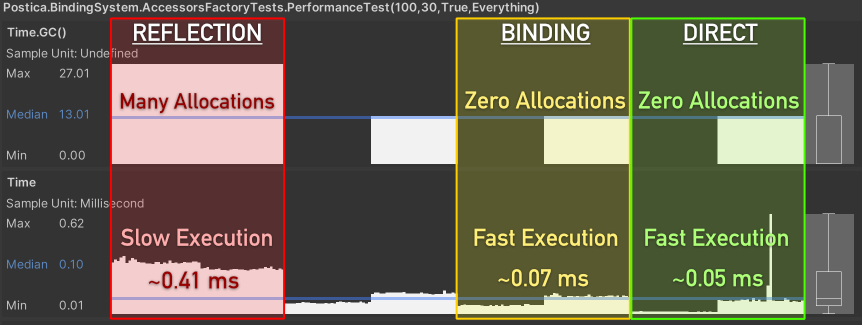 Postica.BindingSystem.AccessorsFactoryTests.PerformanceTest(100,30,True,Everything)
Time.GC()
REFLECTION
BINDING
DIRECT
Sample Unit: Undefined
Max 27.01
Many Allocations
Zero Allocations
Zero Allocations
Median 13.01
Min 0.00
Time
Sample Unit: Millisecond
Max 0.62
Slow Execution
Fast Execution
Fast Execution
Median 0.10
~0.41 ms
~0.07 ms
~0.05 ms
Min 0.01